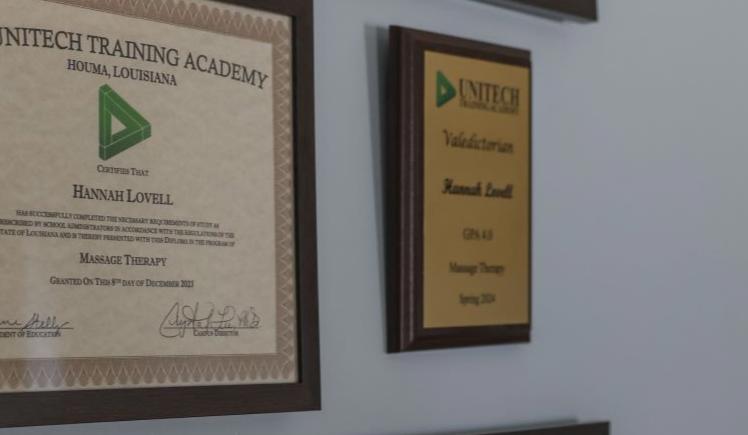 UNITECH TRAINING ACADEMY
HOUMA, LOUISIANA
CERTIFIES THAT
HANNAH LOVELL
HAS SUCCESSFULLY COMPLETED THE NECESSARY REQUIREMENTS OF STUDY AS
PRESCRIBED BY SCHOOL ADMINISTRATORS IN ACCORDANCE WITH THE REGULATIONS OF THE
STATE OF LOUISIANA AND IS HEREBY PRESENTED WITH THIS DIPLOMA IN THE PROGRAM OF
MASSAGE THERAPY
GRANTED ON THIS 8TH DAY OF DECEMBER 2023
OF EDUCATION
CAMPUS DIRECTOR
UNITECH
TRAINING ACADEMY
Valedictorian
Hannah Lovell
GPA 4.0
Massage Therapy
Spring 2024